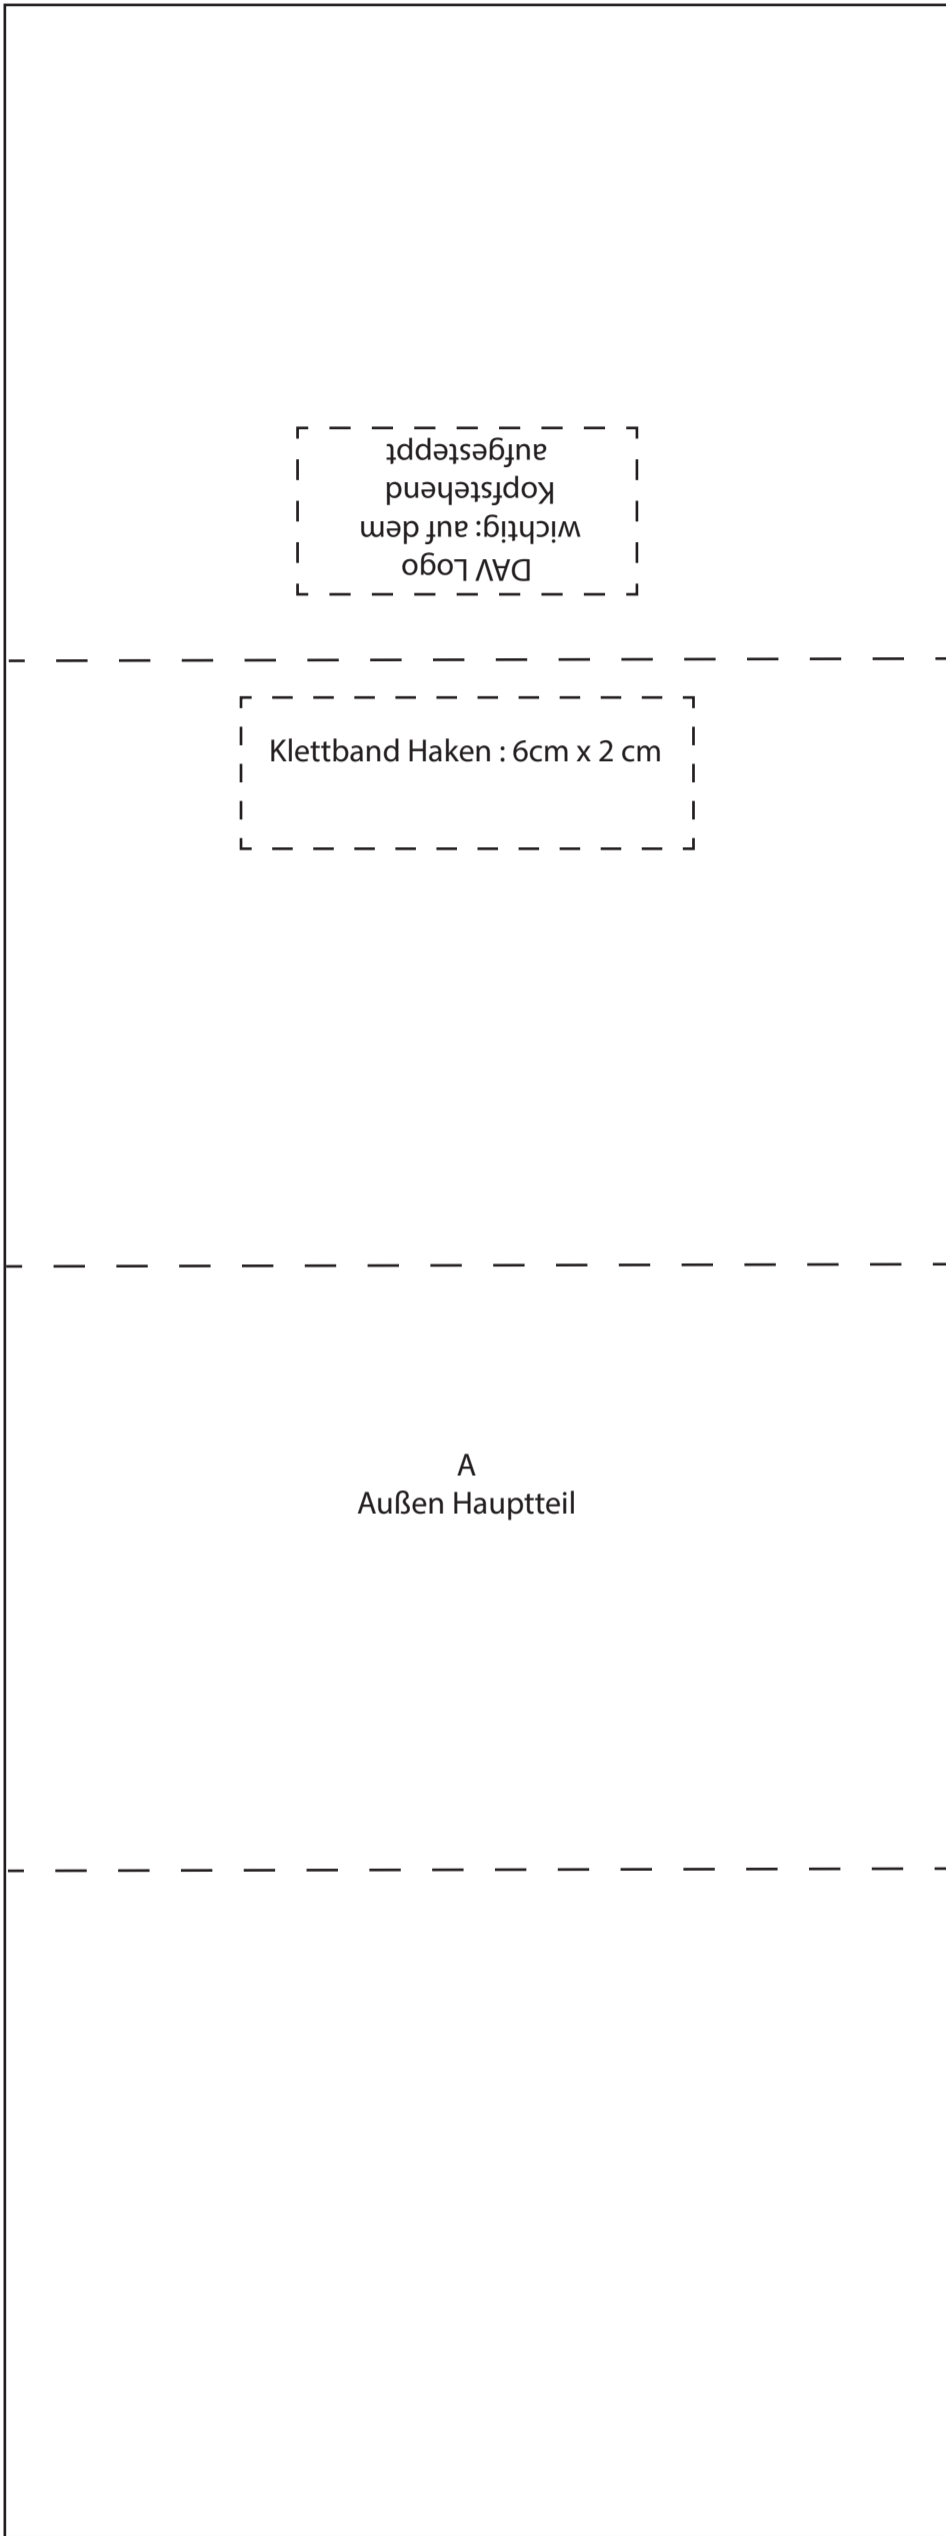 DAV Logo
wichtig: auf dem
Kopfstehend
aufgesteppt
Klettband Haken : 6cm x 2 cm
A
Außen Hauptteil